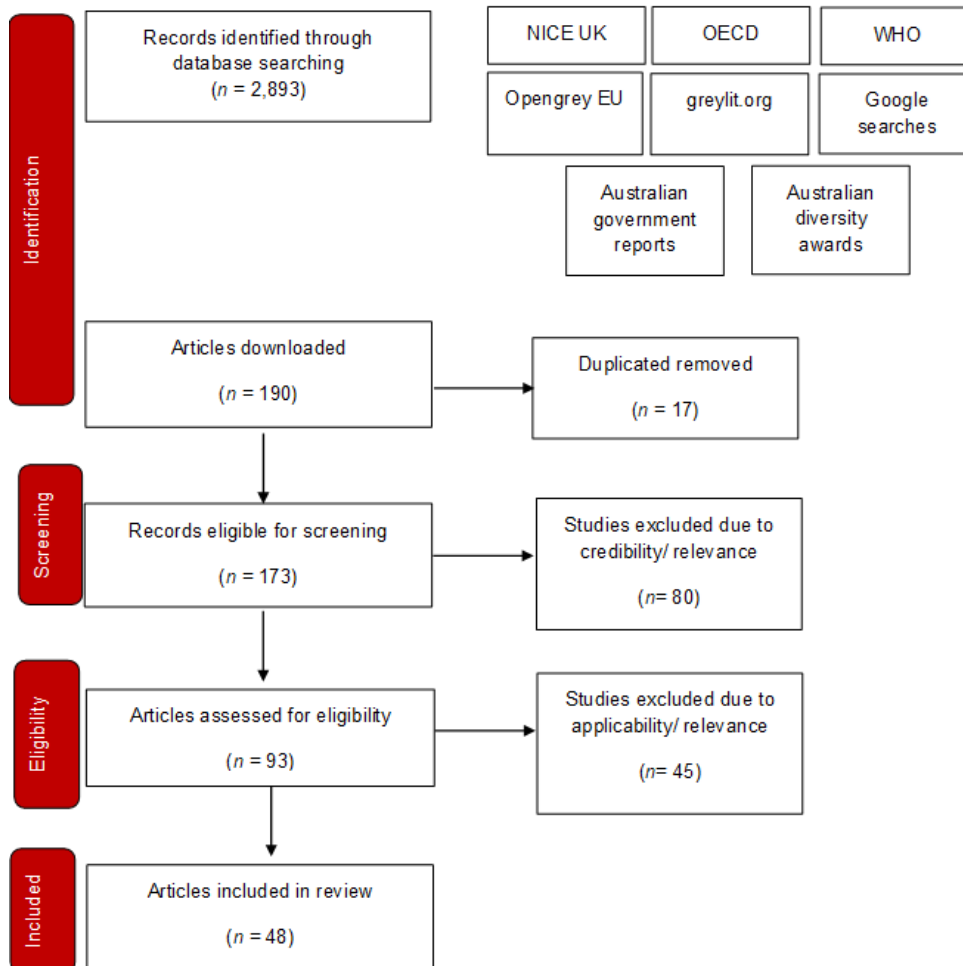 Identification
Records identified through
database searching
(n = 2,893)
NICE UK
OECD
WHO
Opengrey EU
greylit.org
Google
searches
Australian
government
reports
Australian
diversity
awards
Articles downloaded
(n = 190)
Duplicated removed
(n = 17)
Screening
Records eligible for screening
(n = 173)
Studies excluded due to
credibility/ relevance
(n= 80)
Eligibility
Articles assessed for eligibility
(n = 93)
Studies excluded due to
applicability/ relevance
(n= 45)
Included
Articles included in review
(n = 48)